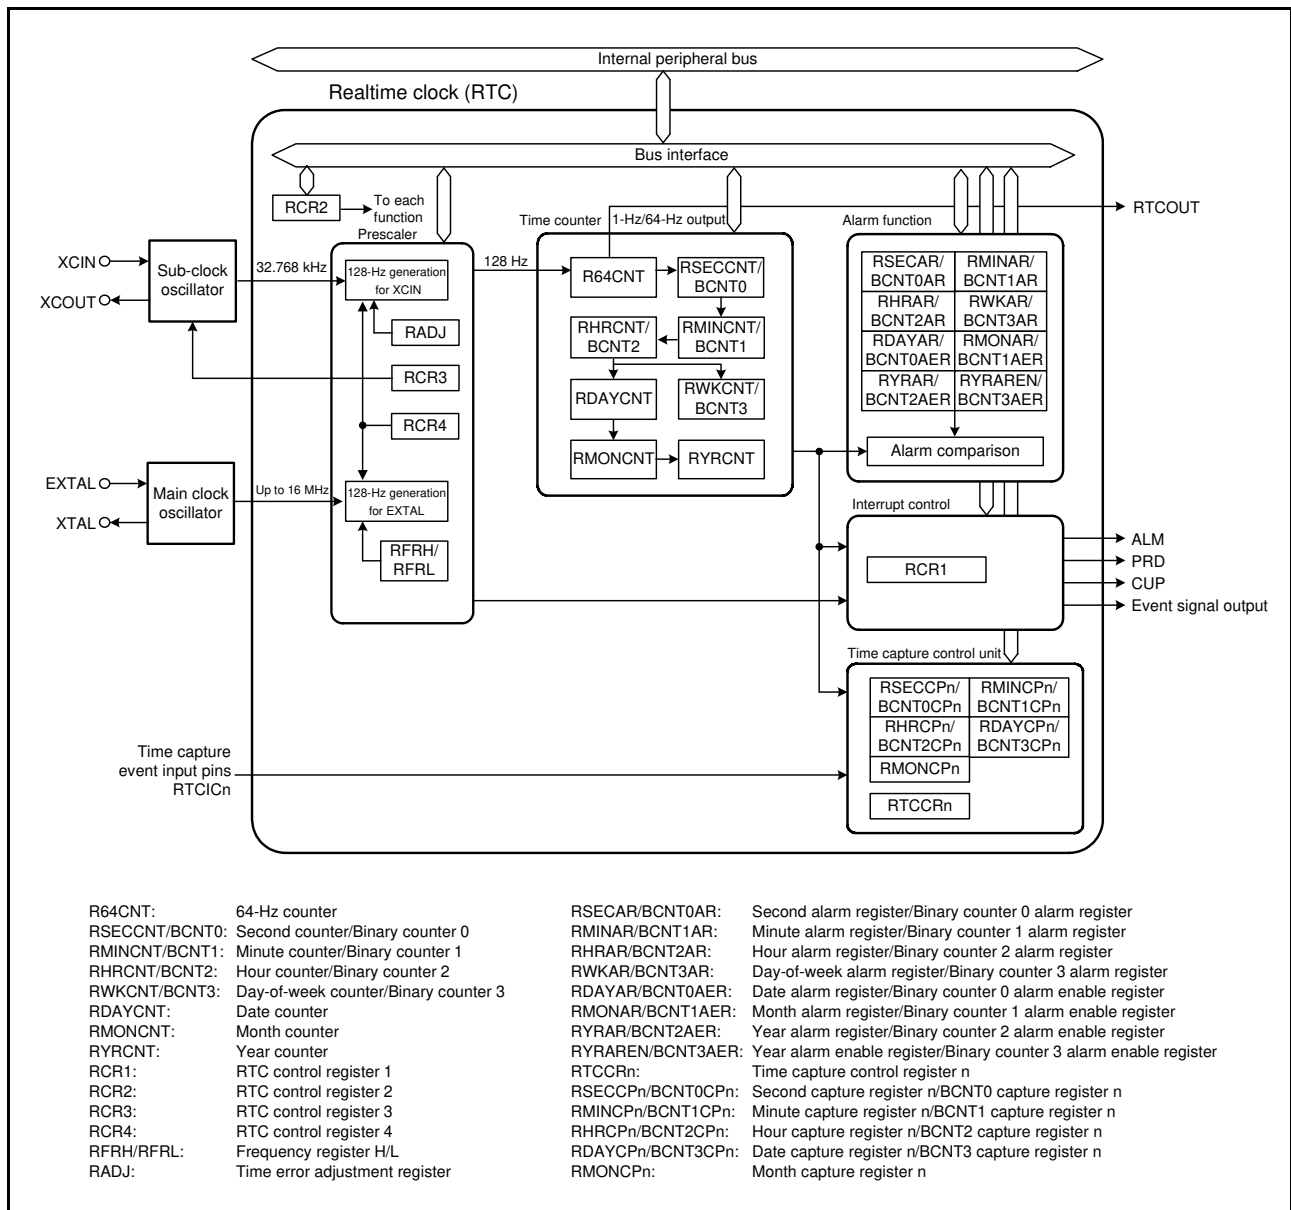 Internal peripheral bus
Realtime clock (RTC)
Bus interface
RCR2
To each
function
Prescaler
Time counter
1-Hz/64-Hz output
Alarm function
RTCOUT
XCIN
XCOUT
Sub-clock
oscillator
32.768 kHz
128-Hz generation
for XCIN
RADJ
RCR3
RCR4
128 Hz
R64CNT
RSECCNT/
BCNT0
RHRCNT/
BCNT2
RMINCNT/
BCNT1
RDAYCNT
RWKCNT/
BCNT3
RMONCNT
RYRCNT
RSECAR/
BCNT0AR
RMINAR/
BCNT1AR
RHRAR/
BCNT2AR
RWKAR/
BCNT3AR
RDAYAR/
BCNT0AER
RMONAR/
BCNT1AER
RYRAR/
BCNT2AER
RYRAREN/
BCNT3AER
Alarm comparison
EXTAL
XTAL
Main clock
oscillator
Up to 16 MHz
128-Hz generation
for EXTAL
RFRH/
RFRL
Interrupt control
RCR1
ALM
PRD
CUP
Event signal output
Time capture control unit
RSECCPn/
BCNT0CPn
RMINCPn/
BCNT1CPn
RHRCPn/
BCNT2CPn
RDAYCPn/
BCNT3CPn
RMONCPn
RTCCRn
Time capture
event input pins
RTCICn
R64CNT: 64-Hz counter
RSECCNT/BCNT0: Second counter/Binary counter 0
RMINCNT/BCNT1: Minute counter/Binary counter 1
RHRCNT/BCNT2: Hour counter/Binary counter 2
RWKCNT/BCNT3: Day-of-week counter/Binary counter 3
RDAYCNT: Date counter
RMONCNT: Month counter
RYRCNT: Year counter
RCR1: RTC control register 1
RCR2: RTC control register 2
RCR3: RTC control register 3
RCR4: RTC control register 4
RFRH/RFRL: Frequency register H/L
RADJ: Time error adjustment register
RSECAR/BCNT0AR: Second alarm register/Binary counter 0 alarm register
RMINAR/BCNT1AR: Minute alarm register/Binary counter 1 alarm register
RHRAR/BCNT2AR: Hour alarm register/Binary counter 2 alarm register
RWKAR/BCNT3AR: Day-of-week alarm register/Binary counter 3 alarm register
RDAYAR/BCNT0AER: Date alarm register/Binary counter 0 alarm enable register
RMONAR/BCNT1AER: Month alarm register/Binary counter 1 alarm enable register
RYRAR/BCNT2AER: Year alarm register/Binary counter 2 alarm enable register
RYRAREN/BCNT3AER: Year alarm enable register/Binary counter 3 alarm enable register
RTCCRn: Time capture control register n
RSECCPn/BCNT0CPn: Second capture register n/BCNT0 capture register n
RMINCPn/BCNT1CPn: Minute capture register n/BCNT1 capture register n
RHRCPn/BCNT2CPn: Hour capture register n/BCNT2 capture register n
RDAYCPn/BCNT3CPn: Date capture register n/BCNT3 capture register n
RMONCPn: Month capture register n